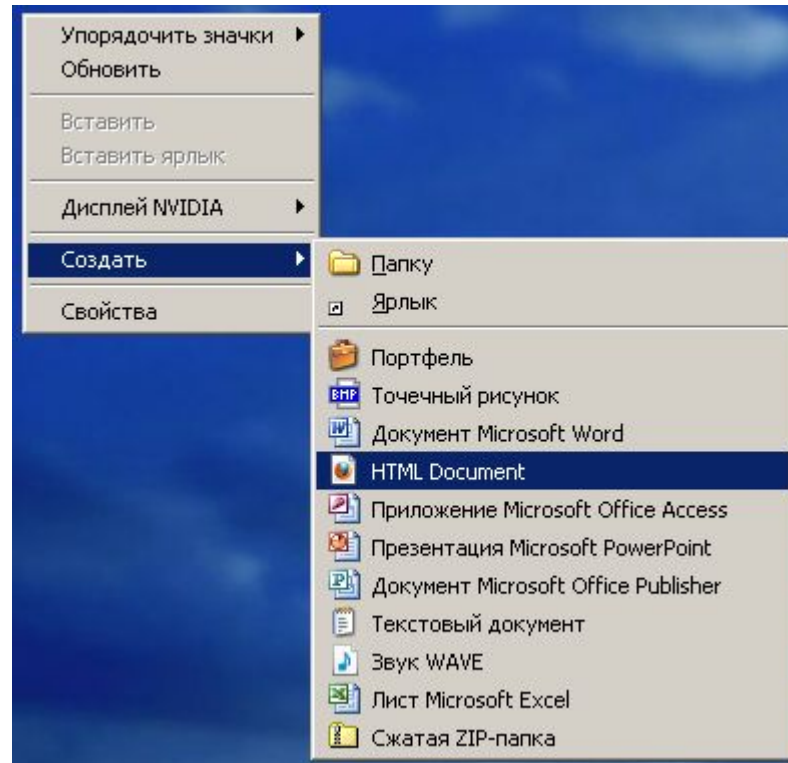 Упорядочить значки
Обновить
Вставить
Вставить ярлык
Дисплей NVIDIA
Создать
Свойства
Папку
Ярлык
Портфель
BMP
Точечный рисунок
Документ Microsoft Word
HTML Document
Приложение Microsoft Office Access
Презентация Microsoft PowerPoint
Документ Microsoft Office Publisher
Текстовый документ
Звук WAVE
Лист Microsoft Excel
Сжатая ZIP-папка